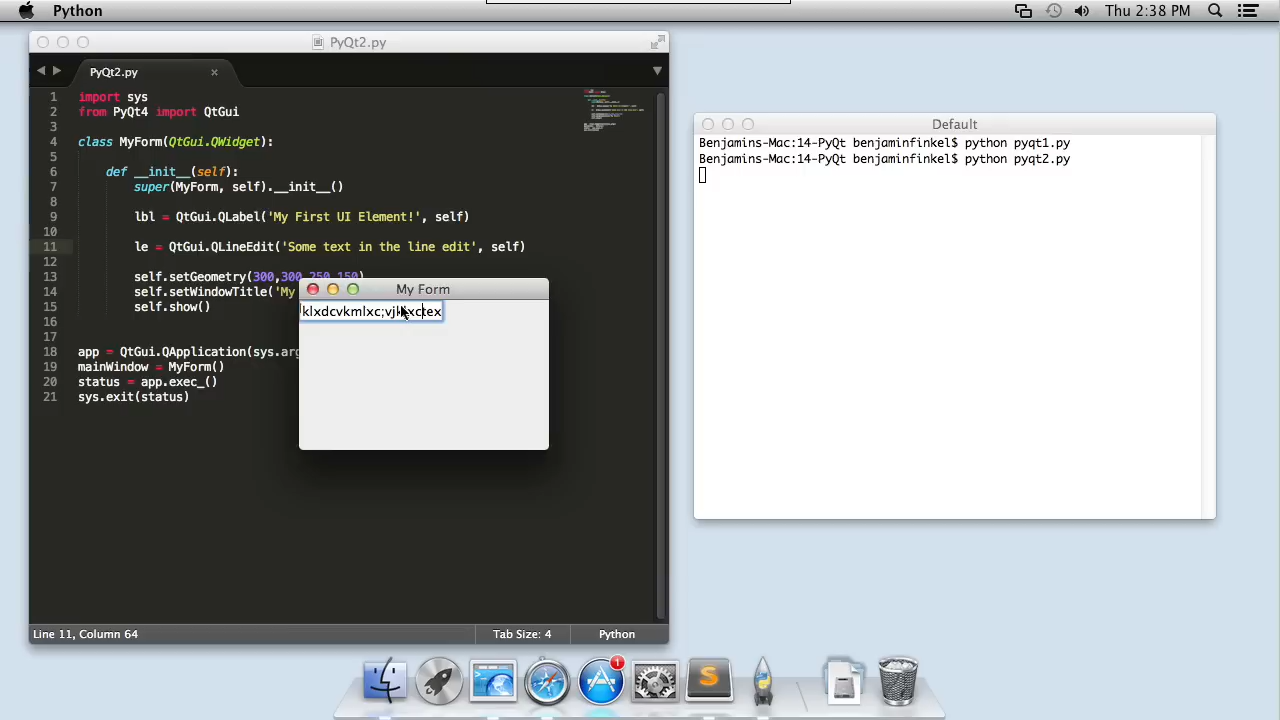 Python
Thu 2:38 PM
PyQt2.py
PyQt2.py
1 import sys
2 from PyQt4 import QtGui
3
4 class MyForm(QtGui.QWidget):
5
6 def __init__(self):
7 super(MyForm, self).__init__()
8
9 lbl = QtGui.QLabel('My First UI Element!', self)
10
11 le = QtGui.QLineEdit('Some text in the line edit', self)
12
13 self.setGeometry(300,300,250,150)
14 self.setWindowTitle('My
15 self.show()
16
17
18 app = QtGui.QApplication(sys.arg
19 mainWindow = MyForm()
20 status = app.exec_()
21 sys.exit(status)
Line 11, Column 64
Tab Size: 4
Python
My Form
Default
Benjamins-Mac:14-PyQt benjaminfinkel$ python pyqt1.py
Benjamins-Mac:14-PyQt benjaminfinkel$ python pyqt2.py
1
S